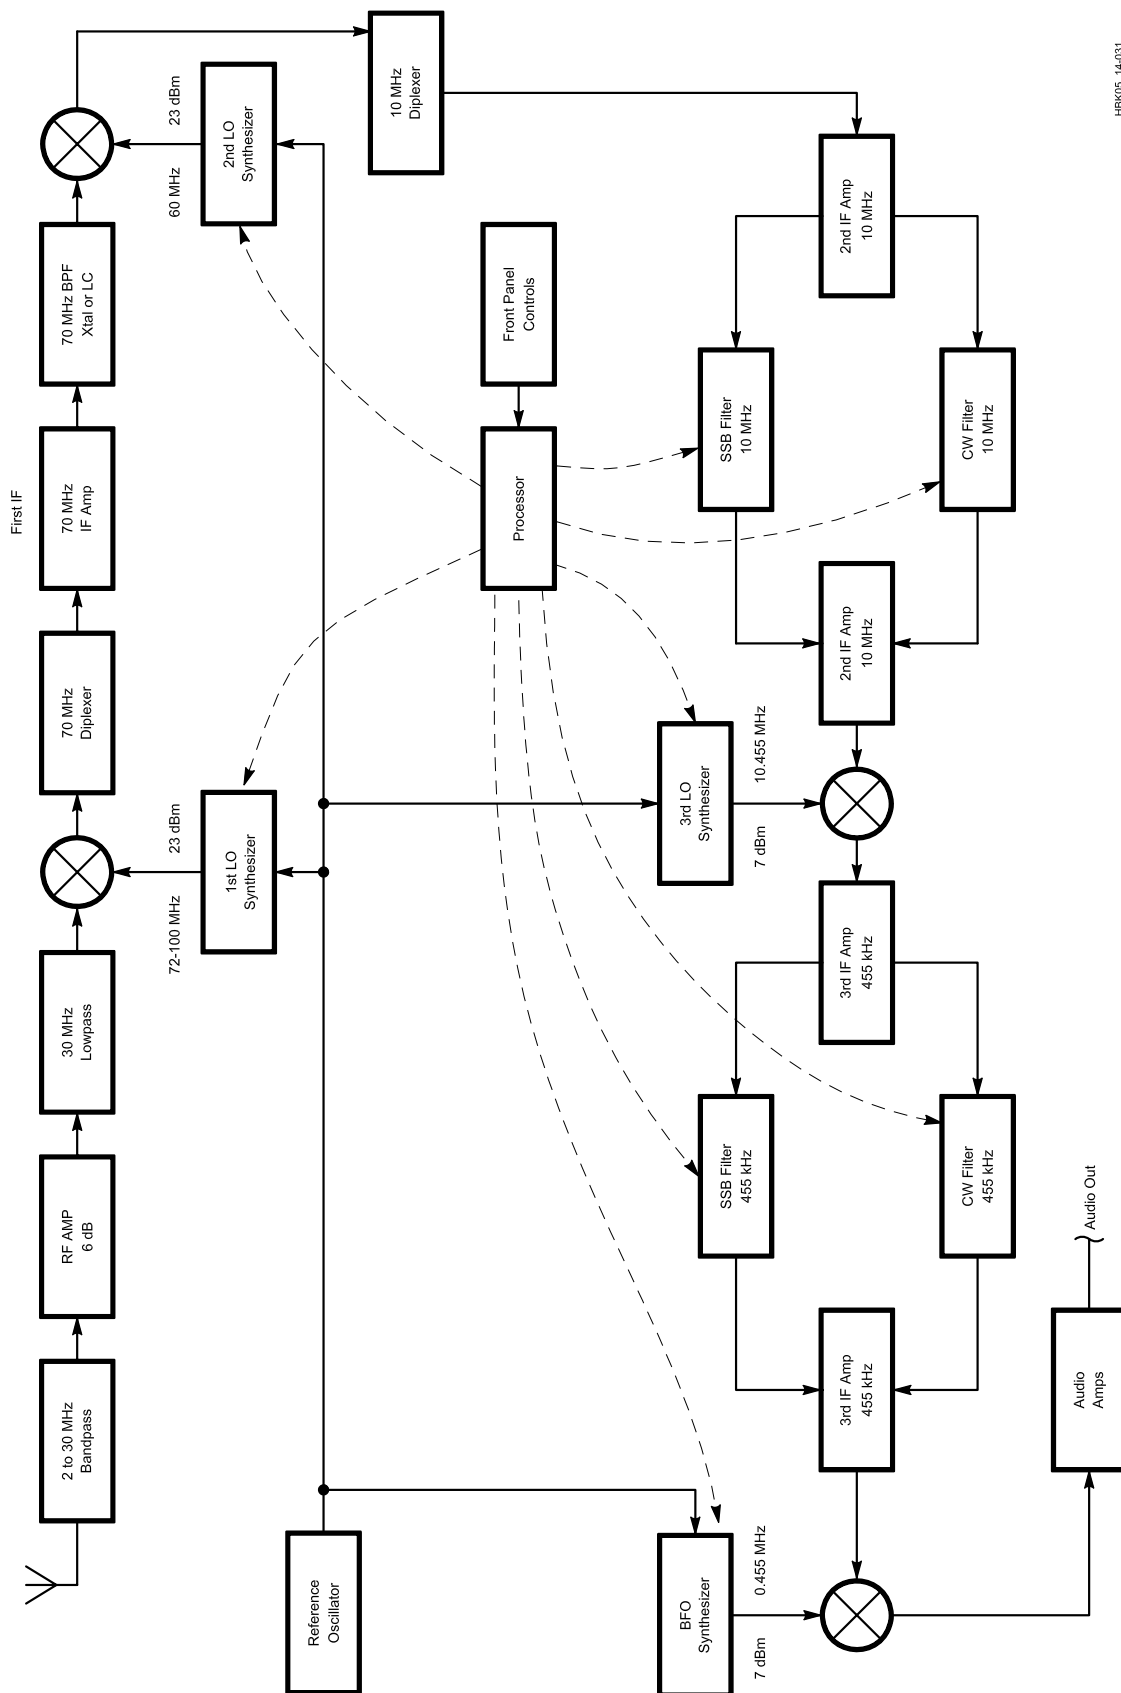 First IF
2 to 30 MHz
Bandpass
RF AMP
6 dB
30 MHz
Lowpass
70 MHz
Diplexer
70 MHz
IF Amp
70 MHz BPF
Xtal or LC
72-100 MHz
23 dBm
60 MHz
23 dBm
1st LO
Synthesizer
2nd LO
Synthesizer
Reference
Oscillator
10 MHz
Diplexer
Processor
Front Panel
Controls
BFO
Synthesizer
3rd LO
Synthesizer
7 dBm
0.455 MHz
7 dBm
10.455 MHz
SSB Filter
455 kHz
SSB Filter
10 MHz
3rd IF Amp
455 kHz
3rd IF Amp
455 kHz
2nd IF Amp
10 MHz
2nd IF Amp
10 MHz
CW Filter
455 kHz
CW Filter
10 MHz
Audio
Amps
Audio Out
HBK05_14-031